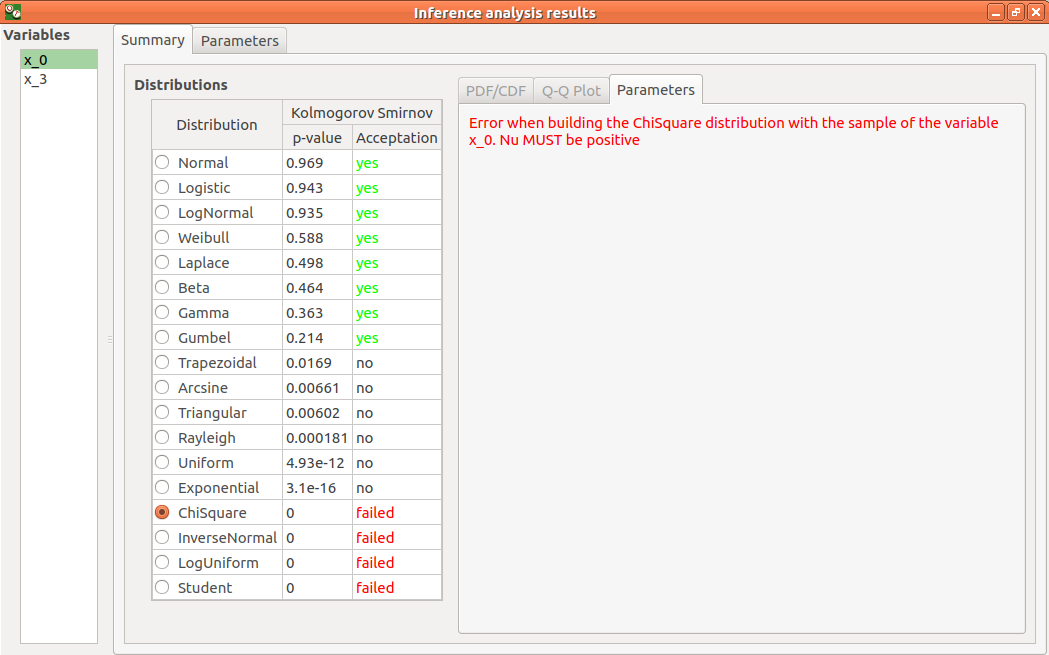 Inference analysis results
Variables
x_0
x_3
Summary
Parameters
Distributions
Distribution
Kolmogorov Smirnov
p-value
Acceptation
Normal 0.969 yes
Logistic 0.943 yes
LogNormal 0.935 yes
Weibull 0.588 yes
Laplace 0.498 yes
Beta 0.464 yes
Gamma 0.363 yes
Gumbel 0.214 yes
Trapezoidal 0.0169 no
Arcsine 0.00661 no
Triangular 0.00602 no
Rayleigh 0.000181 no
Uniform 4.93e-12 no
Exponential 3.1e-16 no
ChiSquare 0 failed
InverseNormal 0 failed
LogUniform 0 failed
Student 0 failed
PDF/CDF
Q-Q Plot
Parameters
Error when building the ChiSquare distribution with the sample of the variable
x_0. Nu MUST be positive